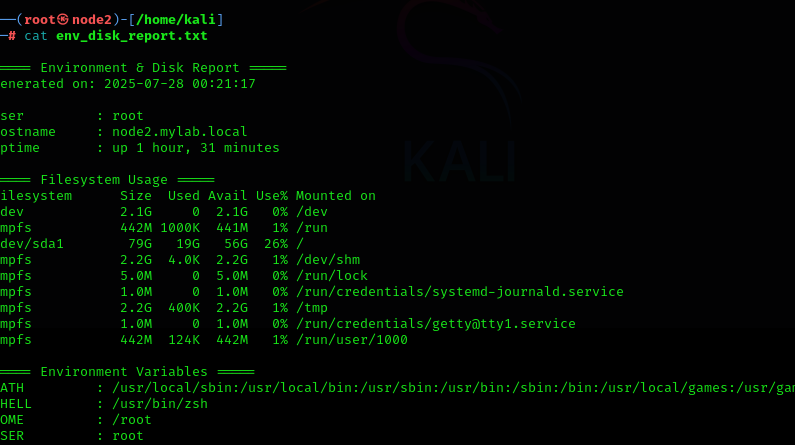 ──(root㉿node2)-[/home/kali]
─# cat env_disk_report.txt
════ Environment & Disk Report ═════
enerated on: 2025-07-28 00:21:17
ser         : root
ostname     : node2.mylab.local
ptime       : up 1 hour, 31 minutes
════ Filesystem Usage ═════
ilesystem      Size  Used Avail Use% Mounted on
dev            2.1G     0  2.1G   0% /dev
mpfs           442M 1000K  441M   1% /run
dev/sda1        79G   19G   56G  26% /
mpfs           2.2G  4.0K  2.2G   1% /dev/shm
mpfs           5.0M     0  5.0M   0% /run/lock
mpfs           1.0M     0  1.0M   0% /run/credentials/systemd-journald.service
mpfs           2.2G  400K  2.2G   1% /tmp
mpfs           1.0M     0  1.0M   0% /run/credentials/getty@tty1.service
mpfs           442M  124K  442M   1% /run/user/1000
════ Environment Variables ═════
ATH         : /usr/local/sbin:/usr/local/bin:/usr/sbin:/usr/bin:/sbin:/bin:/usr/local/games:/usr/gam
HELL        : /usr/bin/zsh
OME         : /root
SER         : root
KALI